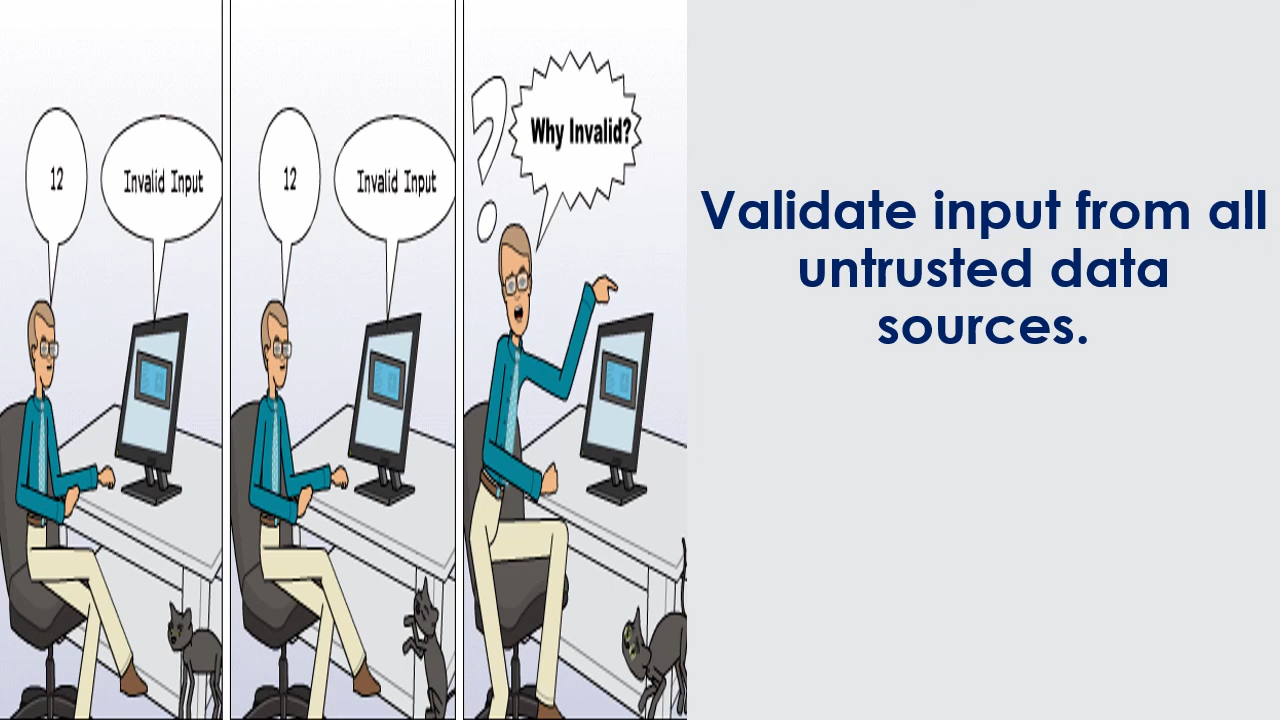 12
Invalid Input
12
Invalid Input
?
Why Invalid?
Validate input from all
untrusted data
sources.